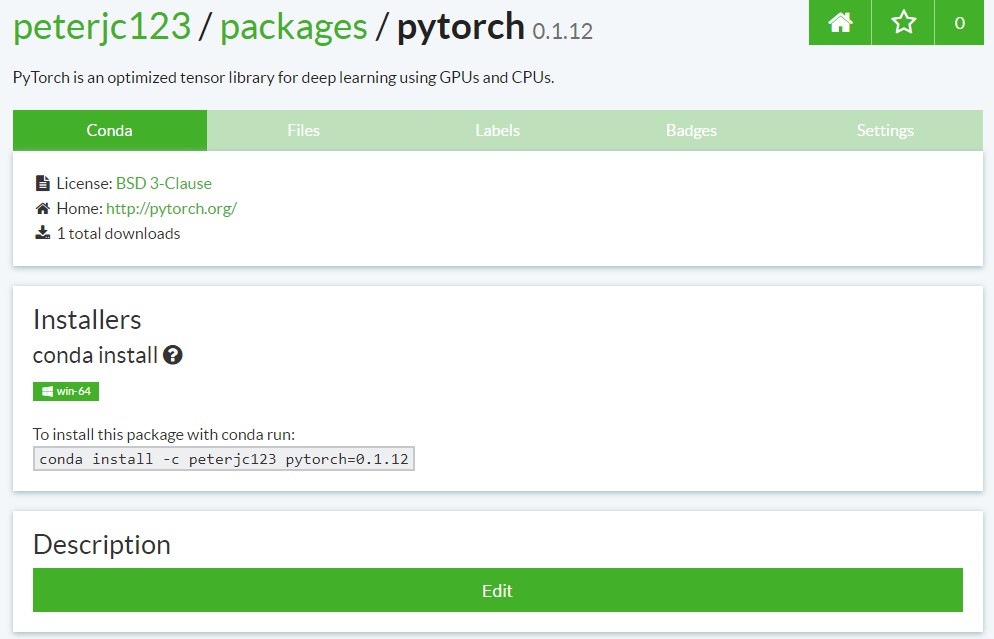 peterjc123 / packages / pytorch 0.1.12
0
PyTorch is an optimized tensor library for deep learning using GPUs and CPUs.
Conda Files Labels Badges Settings
License: BSD 3-Clause
Home: http://pytorch.org/
1 total downloads
Installers
conda install ?
win-64
To install this package with conda run:
conda install -c peterjc123 pytorch=0.1.12
Description
Edit